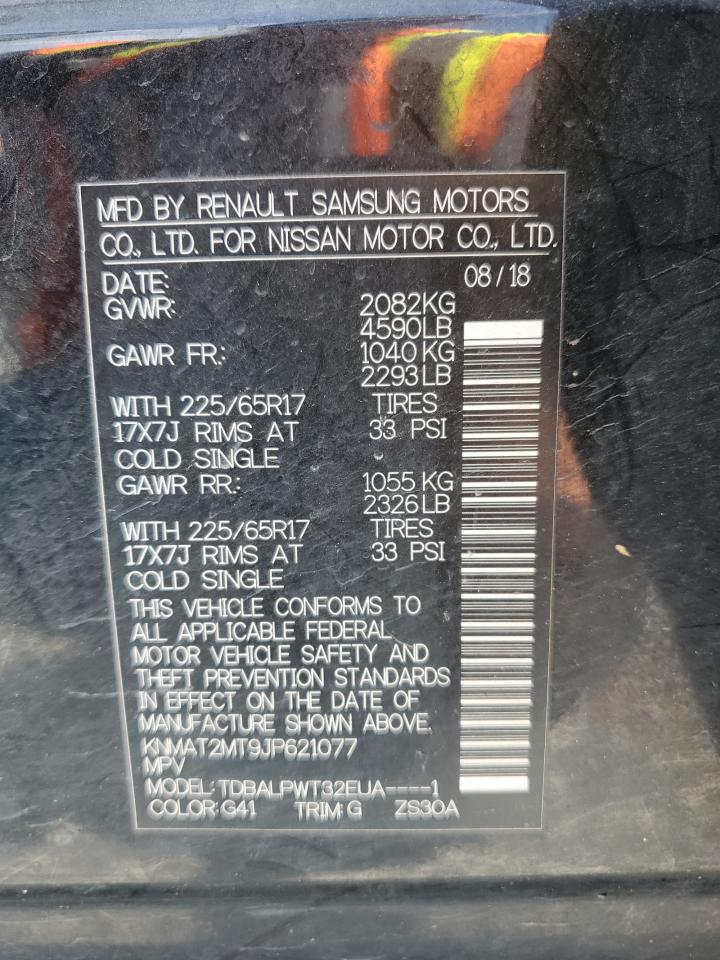 MFD BY RENAULT SAMSUNG MOTORS
CO., LTD. FOR NISSAN MOTOR CO., LTD.
DATE: 08/18
GVWR: 2082KG
4590LB
GAWR FR.: 1040KG
2293LB
WITH 225/65R17 TIRES
17X7J RIMS AT 33 PSI
COLD SINGLE
GAWR RR.: 1055KG
2326LB
WITH 225/65R17 TIRES
17X7J RIMS AT 33 PSI
COLD SINGLE
THIS VEHICLE CONFORMS TO
ALL APPLICABLE FEDERAL
MOTOR VEHICLE SAFETY AND
THEFT PREVENTION STANDARDS
IN EFFECT ON THE DATE OF
MANUFACTURE SHOWN ABOVE.
KNMAT2MT9JP621077
MPV
MODEL: TDBALPWT32EUA----1
COLOR: G41 TRIM: G ZS30A